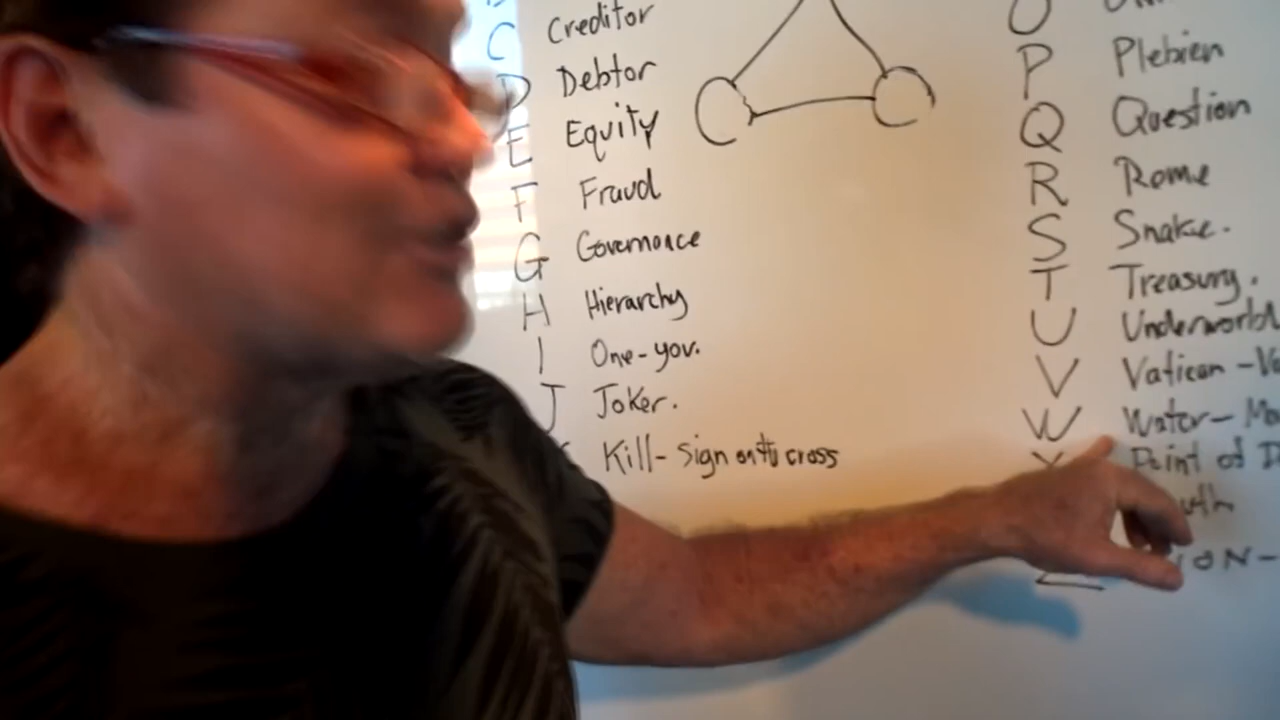 C Creditor
D Debtor
E Equity
F Fraud
G Governance
H Hierarchy
I One-you.
J Joker.
Kill- Sign on the cross
O
P Plebien
Q Question
R Rome
S Snake.
T Treasury.
U Underworld
V Vatican -
W Water-
X Point of
Z ION-